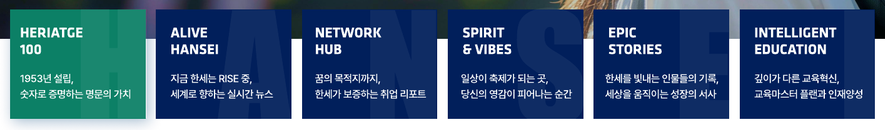 HERIATGE
100
1953년 설립,
숫자로 증명하는 명문의 가치
ALIVE
HANSEI
지금 한세는 RISE 중,
세계로 향하는 실시간 뉴스
NETWORK
HUB
꿈의 목적지까지,
한세가 보증하는 취업 리포트
SPIRIT
& VIBES
일상이 축제가 되는 곳,
당신의 영감이 피어나는 순간
EPIC
STORIES
한세를 빛내는 인물들의 기록,
세상을 움직이는 성장의 서사
INTELLIGENT
EDUCATION
깊이가 다른 교육혁신,
교육마스터 플랜과 인재양성
H A N S E I